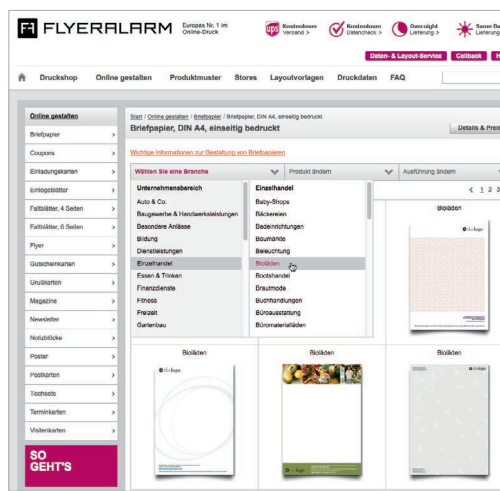 FLYERALARM
Europas Nr. 1 im
Online-Druck
ups
Kostenloser
Versand >
Kostenloser
Datencheck >
Overnight
Lieferung >
Same Da
Lieferung
Daten- & Layout-Service
Callback
H
Druckshop
Online gestalten
Produktmuster
Stores
Layoutvorlagen
Druckdaten
FAQ
Online gestalten
Briefpapier
Coupons
Einladungskarten
Einlegeblätter
Faltblätter, 4 Seiten
Faltblätter, 6 Seiten
Flyer
Gutscheinkarten
Grußkarten
Magazine
Newsletter
Notizblöcke
Poster
Postkarten
Tischsets
Terminkarten
Visitenkarten
SO
GEHT'S
Start / Online gestalten / Briefpapier / Briefpapier, DIN A4, einseitig bedruckt
Briefpapier, DIN A4, einseitig bedruckt
Details & Prei
Wichtige Informationen zur Gestaltung von Briefpapieren
Wählen Sie eine Branche
Produkt ändern
Ausführung ändern
Unternehmensbereich
Auto & Co.
Baugewerbe & Handwerksleistungen
Besondere Anlässe
Bildung
Dienstleistungen
Einzelhandel
Essen & Trinken
Finanzdienste
Fitness
Freizeit
Gartenbau
Einzelhandel
Baby-Shops
Bäckereien
Badeinrichtungen
Baumärkte
Beleuchtung
Bioläden
Bootshandel
Brautmode
Buchhandlungen
Büroausstattung
Büromaterialläden
< 1 2 3
Bioläden
Bioläden
Bioläden
Bioläden